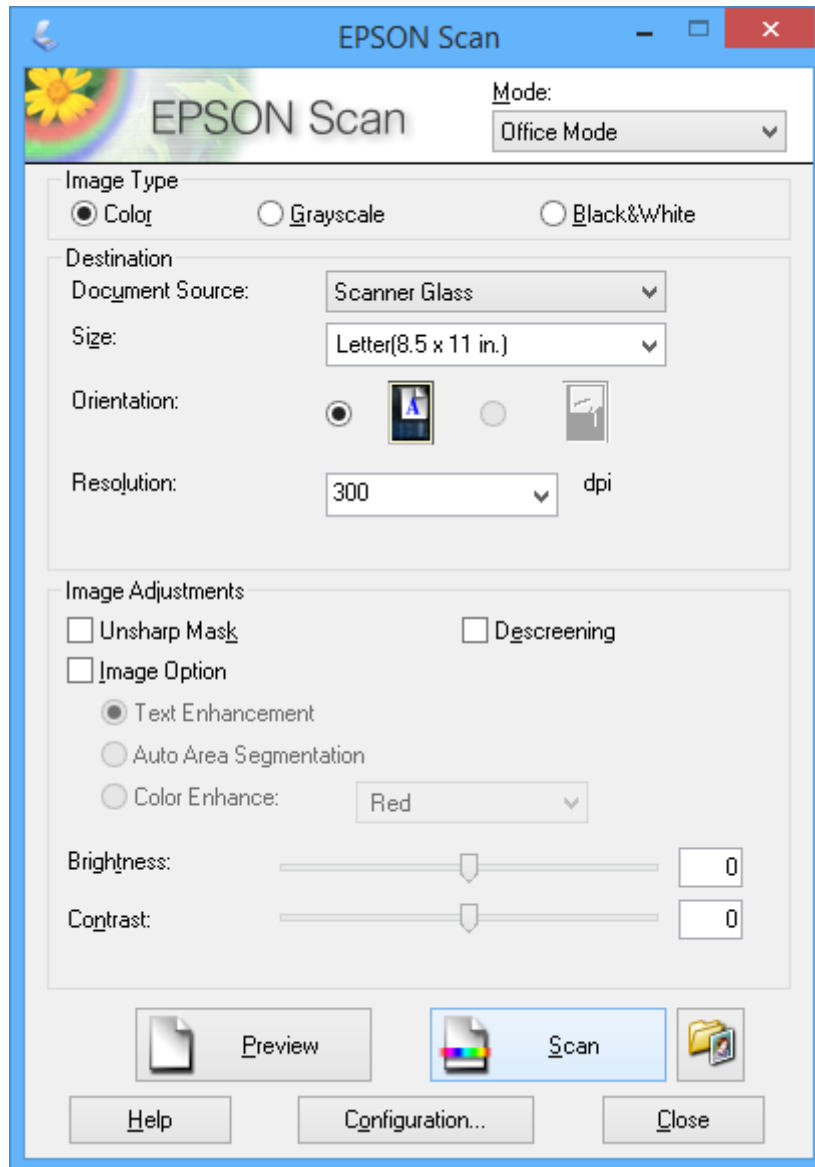 EPSON Scan
EPSON Scan
Mode:
Office Mode
Image Type
Color Grayscale Black&White
Destination
Document Source: Scanner Glass
Size: Letter(8.5 x 11 in.)
Orientation: A
Resolution: 300 dpi
Image Adjustments
Unsharp Mask Descreening
Image Option
Text Enhancement
Auto Area Segmentation
Color Enhance: Red
Brightness: 0
Contrast: 0
Preview Scan
Help Configuration... Close